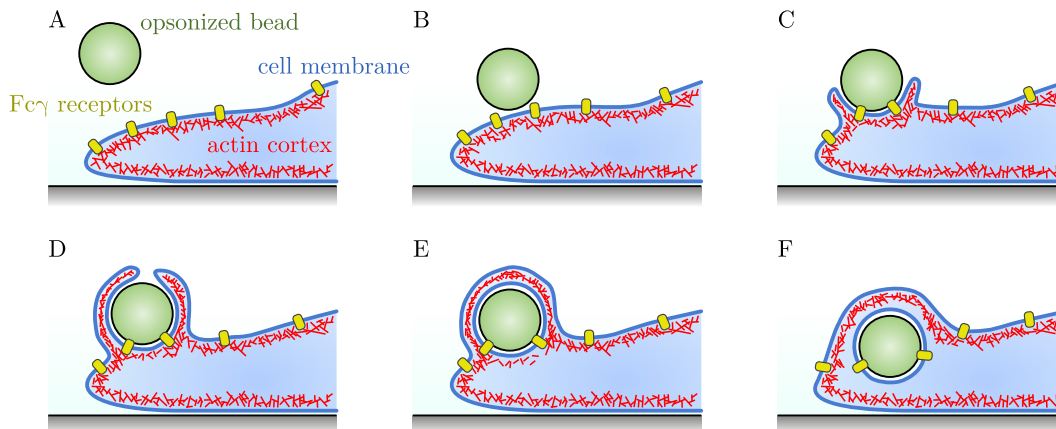 A
opsonized bead
cell membrane
Fcγ receptors
actin cortex
B
C
D
E
F